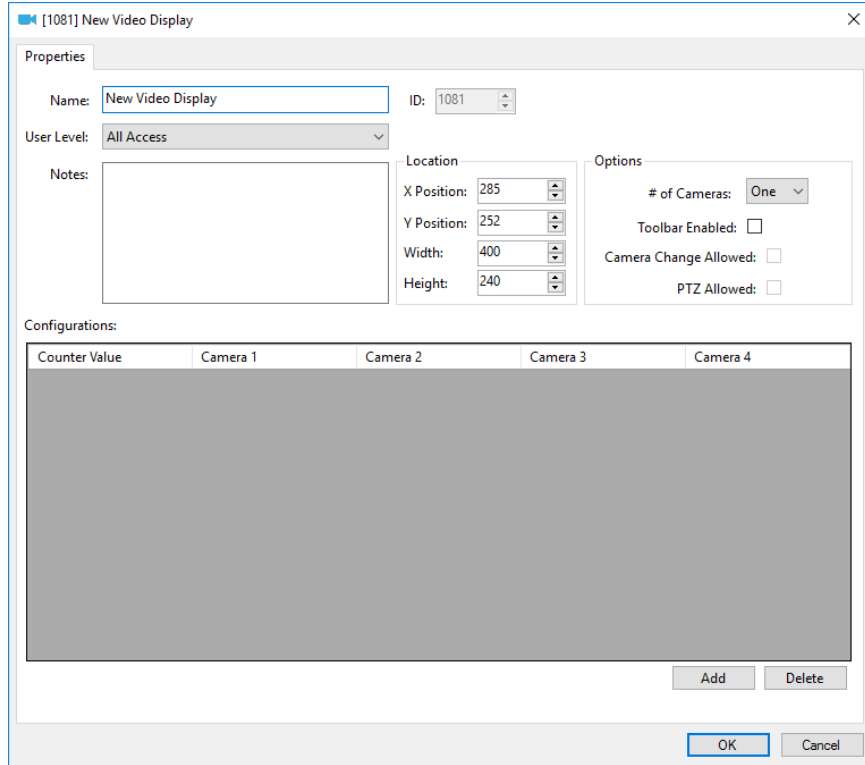 [1081] New Video Display
Properties
Name: New Video Display ID: 1081
User Level: All Access
Notes:
Location
X Position: 285
Y Position: 252
Width: 400
Height: 240
Options
# of Cameras: One
Toolbar Enabled:
Camera Change Allowed:
PTZ Allowed:
Configurations:
Counter Value Camera 1 Camera 2 Camera 3 Camera 4
Add Delete
OK Cancel